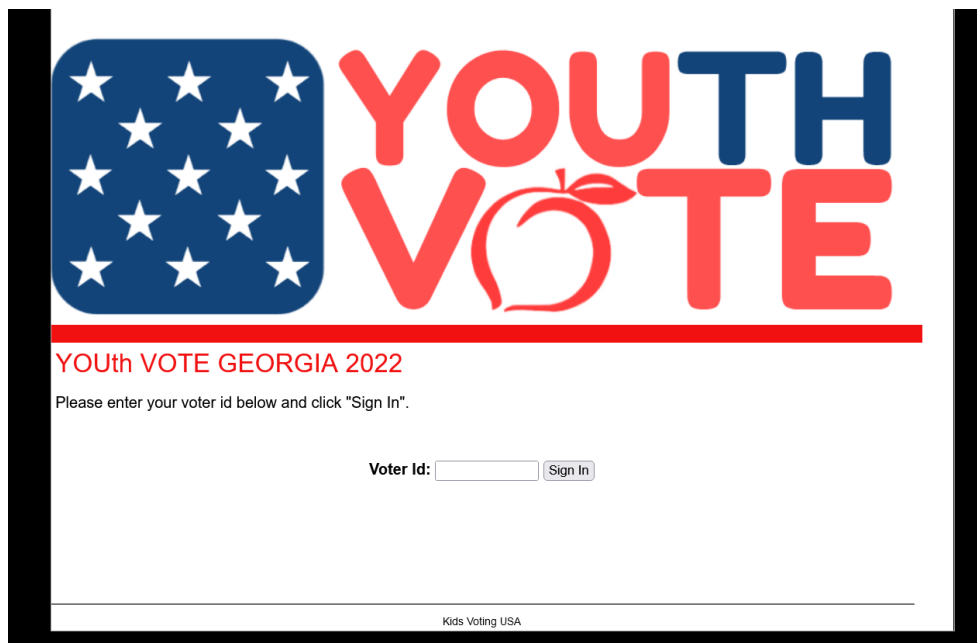 YOUTH
VOTE
YOUth VOTE GEORGIA 2022
Please enter your voter id below and click "Sign In".
Voter Id: Sign In
Kids Voting USA